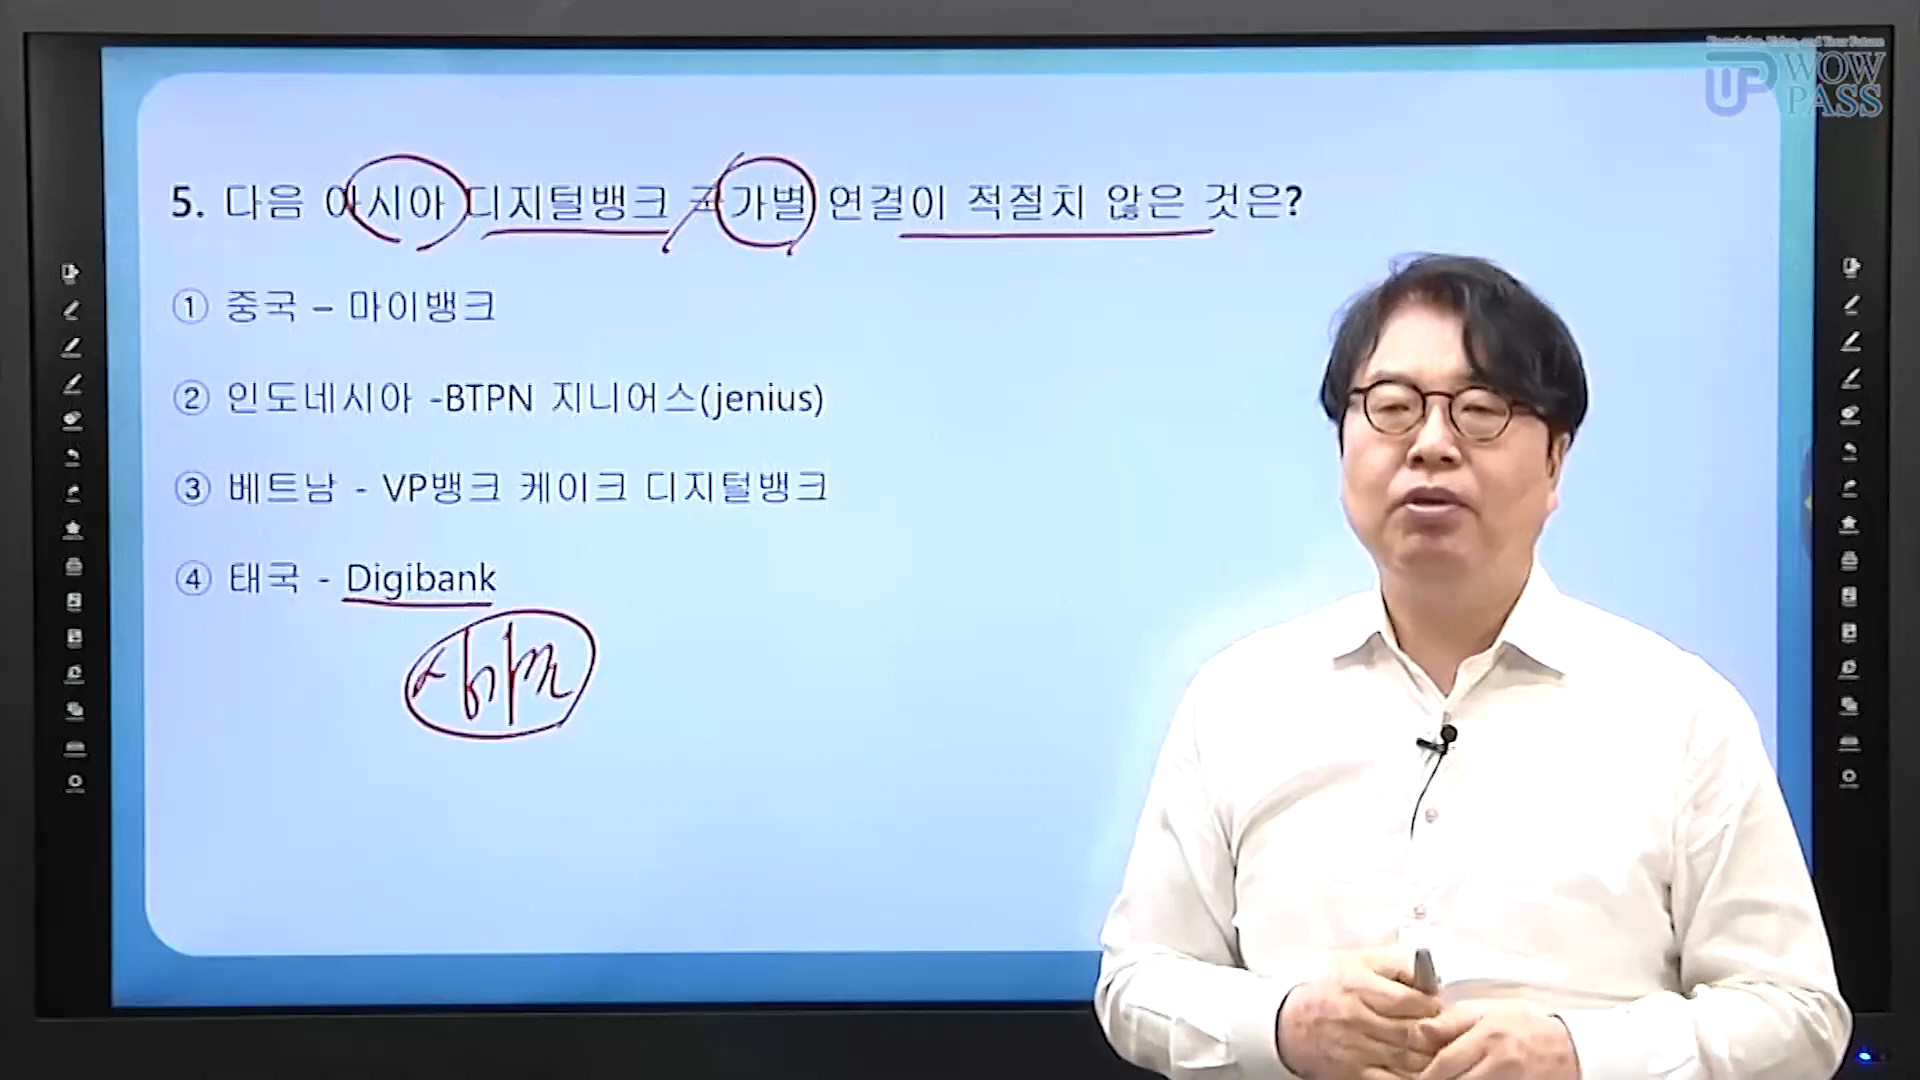 WOW
PASS
5. 다음 아시아 디지털뱅크 국가별 연결이 적절치 않은 것은?
① 중국 – 마이뱅크
② 인도네시아 -BTPN 지니어스(jenius)
③ 베트남 - VP뱅크 케이크 디지털뱅크
④ 태국 - Digibank